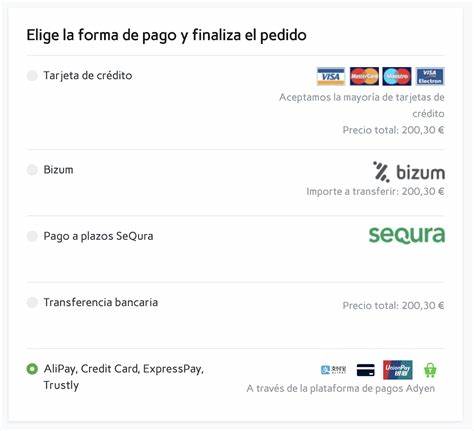 Elige la forma de pago y finaliza el pedido
Tarjeta de crédito
VISA MasterCard Maestro VISA Electron
Aceptamos la mayoría de tarjetas de
crédito
Precio total: 200,30 €
Bizum
bizum
Importe a transferir: 200,30 €
Pago a plazos SeQura
seQura
Transferencia bancaria
Precio total: 200,30 €
AliPay, Credit Card, ExpressPay,
Trustly
UnionPay
A través de la plataforma de pagos Adyen